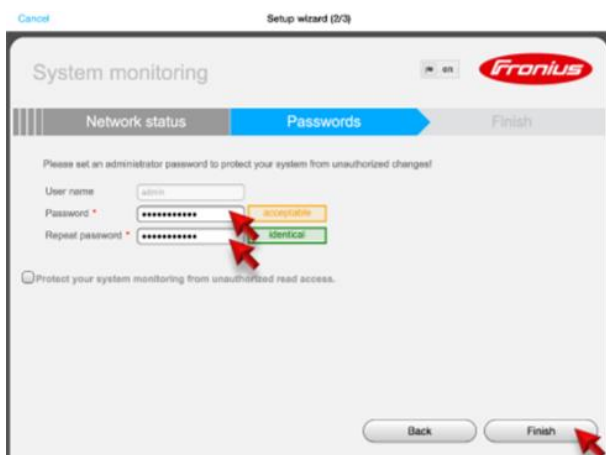 Cancel
Setup wizard (2/3)
System monitoring
en
Fronius
Network status
Passwords
Finish
Please set an administrator password to protect your system from unauthorized changes!
User name
admin
Password *
•••••••••••
acceptable
Repeat password *
•••••••••••
identical
Protect your system monitoring from unauthorized read access.
Back
Finish